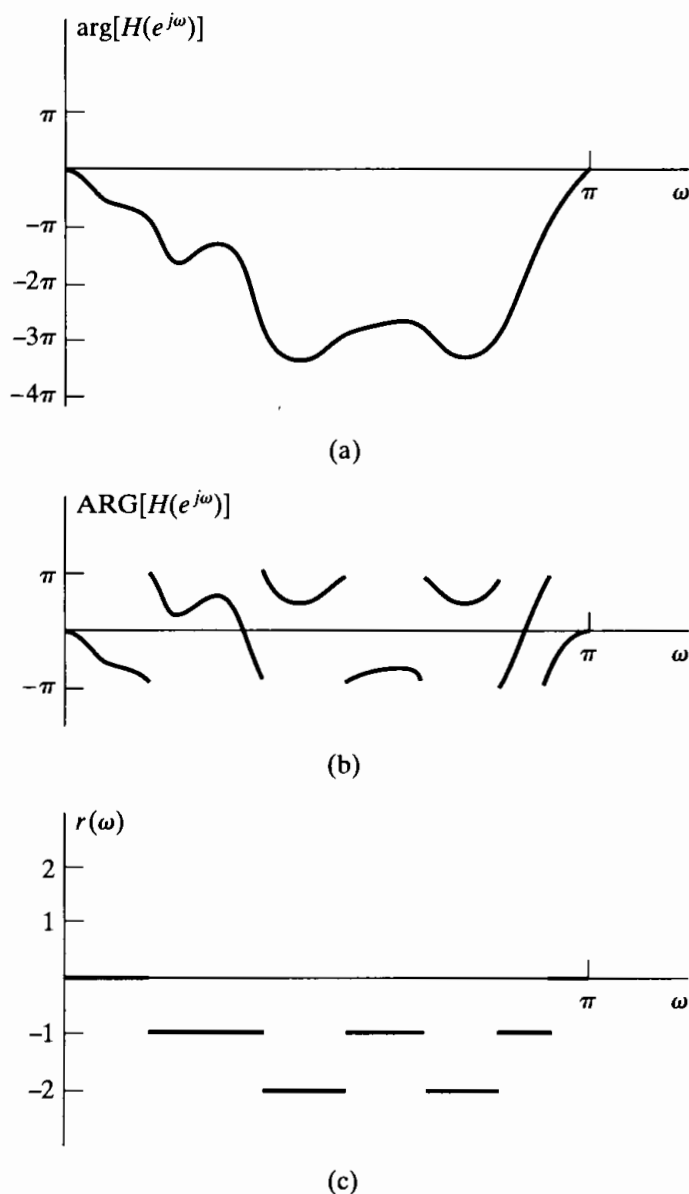 arg[H(e^{jω})]
π
π ω
−π
−2π
−3π
−4π
(a)
ARG[H(e^{jω})]
π
π ω
−π
(b)
r(ω)
2
1
π ω
−1
−2
(c)